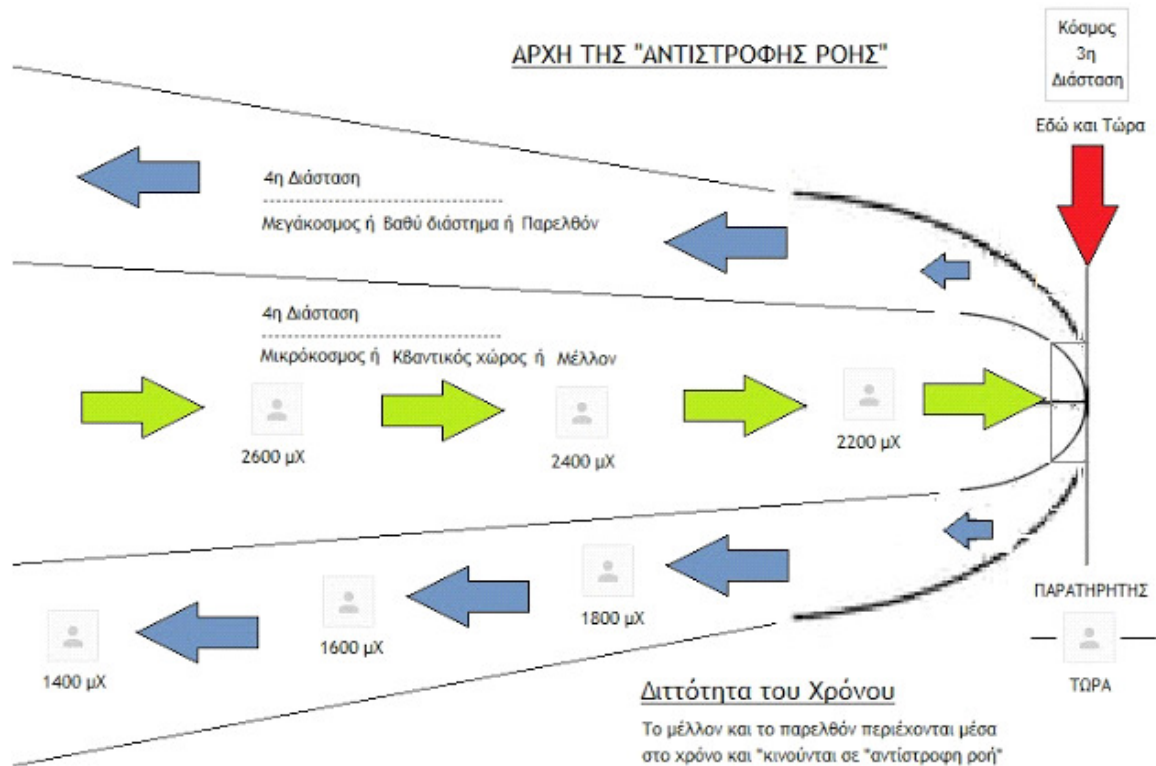 ΑΡΧΗ ΤΗΣ "ΑΝΤΙΣΤΡΟΦΗΣ ΡΟΗΣ"
Κόσμος
3η
Διάσταση
Εδώ και Τώρα
4η Διάσταση
Μεγάκοσμος ή Βαθύ διάστημα ή Παρελθόν
4η Διάσταση
Μικρόκοσμος ή Κβαντικός χώρος ή Μέλλον
2600 μΧ
2400 μΧ
2200 μΧ
1800 μΧ
1600 μΧ
1400 μΧ
ΠΑΡΑΤΗΡΗΤΗΣ
ΤΩΡΑ
Διττότητα του Χρόνου
Το μέλλον και το παρελθόν περιέχονται μέσα
στο χρόνο και "κινούνται σε "αντίστροφη ροή"